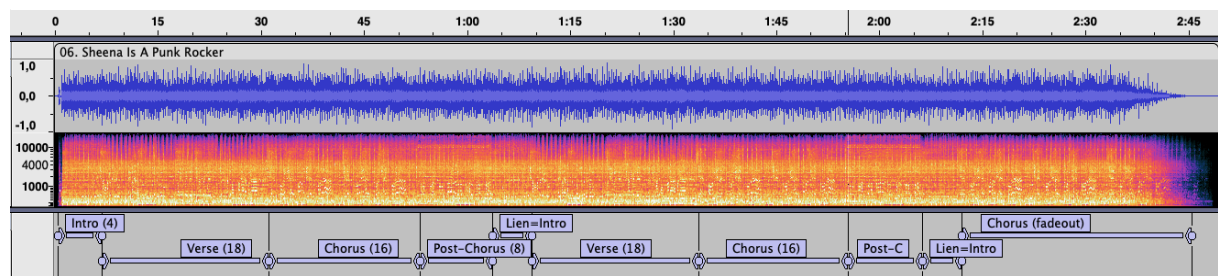 0 15 30 45 1:00 1:15 1:30 1:45 2:00 2:15 2:30 2:45
06. Sheena Is A Punk Rocker
1,0
0,0
-1,0
10000
4000
1000
Intro (4) Lien=Intro Chorus (fadeout)
Verse (18) Chorus (16) Post-Chorus (8) Verse (18) Chorus (16) Post-C Lien=Intro